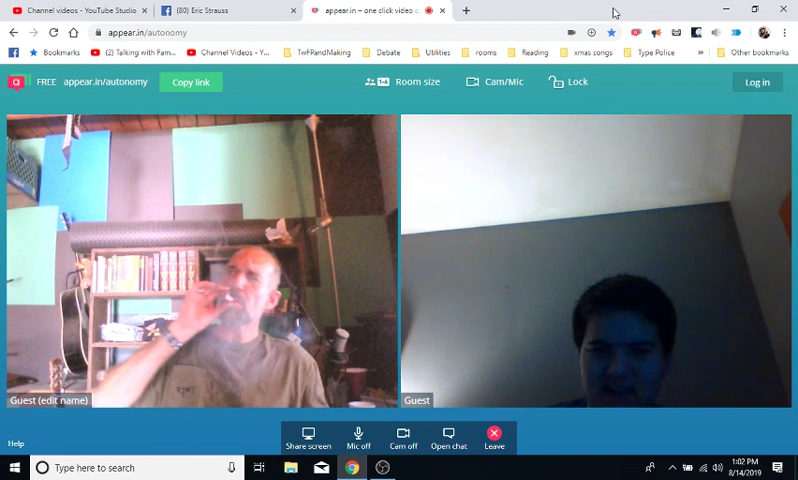 Channel videos - YouTube Studio
(80) Eric Strauss
appear.in – one click video c
appear.in/autonomy
Bookmarks
(2) Talking with Fam...
Channel Videos - Y...
TwFPandMaking
Debate
Utilities
rooms
Reading
xmas songs
Type Police
Other bookmarks
a FREE appear.in/autonomy
Copy link
1-4 Room size
Cam/Mic
Lock
Log in
Guest (edit name)
Guest
Share screen
Mic off
Cam off
Open chat
Leave
Help
Type here to search
1:02 PM
8/14/2019